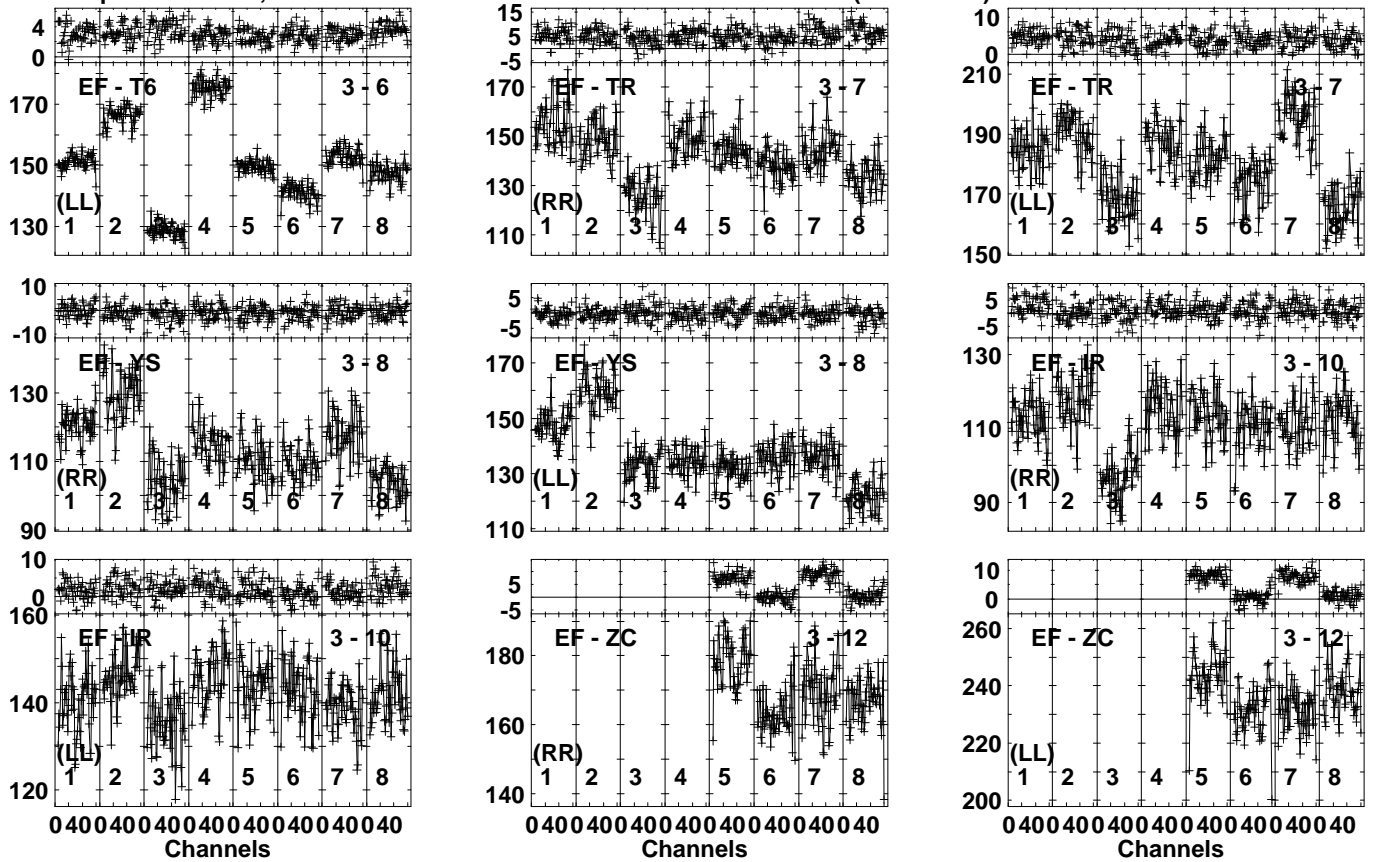 4
0
EF - T6 3 - 6
170
150
130
(LL)
1 2 3 4 5 6 7 8
15
5
-5
EF - TR 3 - 7
170
150
130
110
(RR)
1 2 3 4 5 6 7 8
10
0
EF - TR 3 - 7
210
190
170
150
(LL)
1 2 3 4 5 6 7 8
10
-10
EF - YS 3 - 8
130
110
90
(RR)
1 2 3 4 5 6 7 8
5
-5
EF - YS 3 - 8
170
150
130
110
(LL)
1 2 3 4 5 6 7 8
5
-5
EF - IR 3 - 10
130
110
90
(RR)
1 2 3 4 5 6 7 8
10
0
EF - IR 3 - 10
160
140
120
(LL)
1 2 3 4 5 6 7 8
0 40 0 40 0 40 0 40 0 40 0 40 0 40 0 40
Channels
5
-5
EF - ZC 3 - 12
180
160
140
(RR)
1 2 3 4 5 6 7 8
0 40 0 40 0 40 0 40 0 40 0 40 0 40 0 40
Channels
10
0
EF - ZC 3 - 12
260
240
220
200
(LL)
1 2 3 4 5 6 7 8
0 40 0 40 0 40 0 40 0 40 0 40 0 40 0 40
Channels